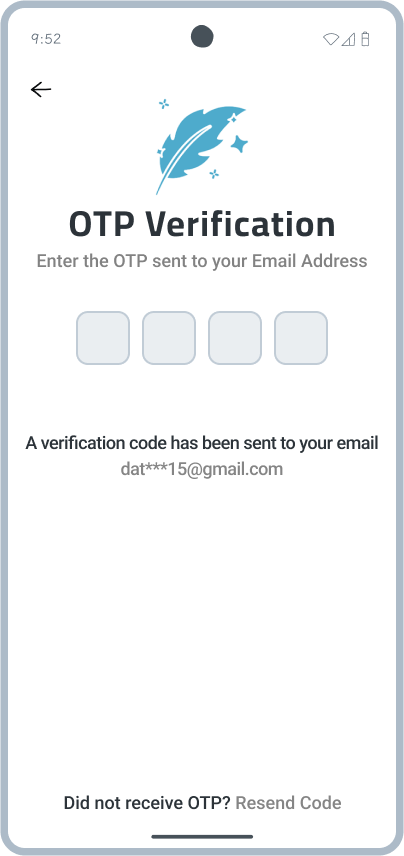 9:52
OTP Verification
Enter the OTP sent to your Email Address
A verification code has been sent to your email
dat***15@gmail.com
Did not receive OTP? Resend Code